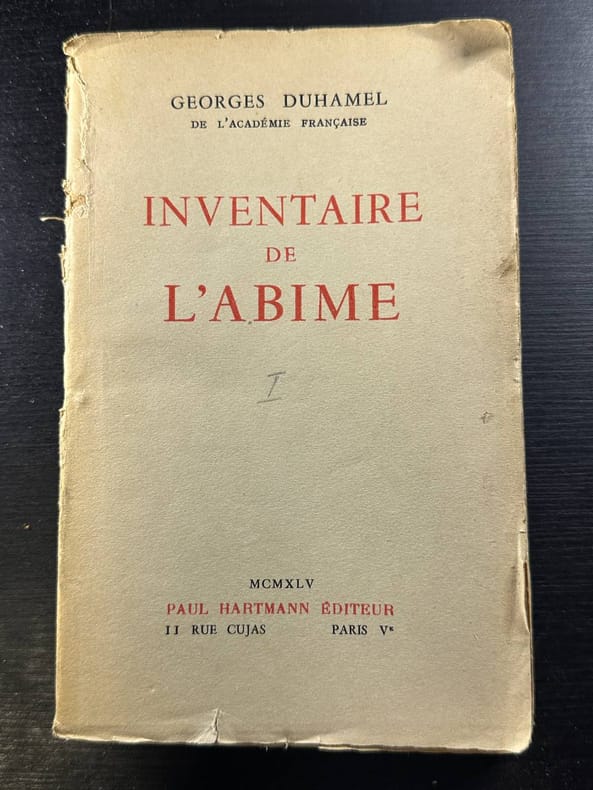 GEORGES DUHAMEL
DE L'ACADÉMIE FRANÇAISE
INVENTAIRE
DE
L'ABIME
I
MCMXLV
PAUL HARTMANN ÉDITEUR
11 RUE CUJAS PARIS Vᴱ